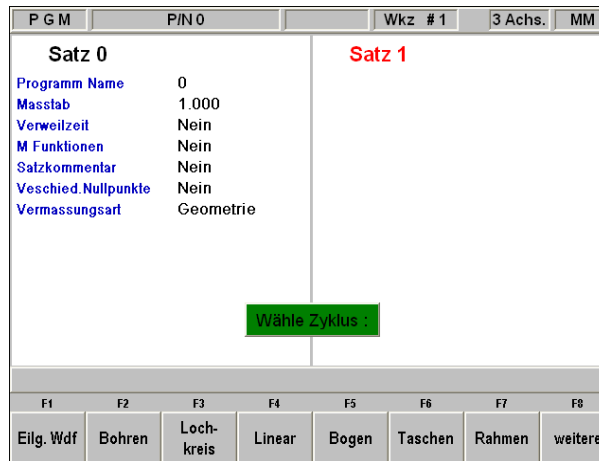 PGM P/N 0 Wkz # 1 3 Achs. MM
Satz 0 Satz 1
Programm Name 0
Masstab 1.000
Verweilzeit Nein
M Funktionen Nein
Satzkommentar Nein
Veschied.Nullpunkte Nein
Vermassungsart Geometrie
Wähle Zyklus :
F1 F2 F3 F4 F5 F6 F7 F8
Eilg. Wdf Bohren Loch- Linear Bogen Taschen Rahmen weitere
kreis